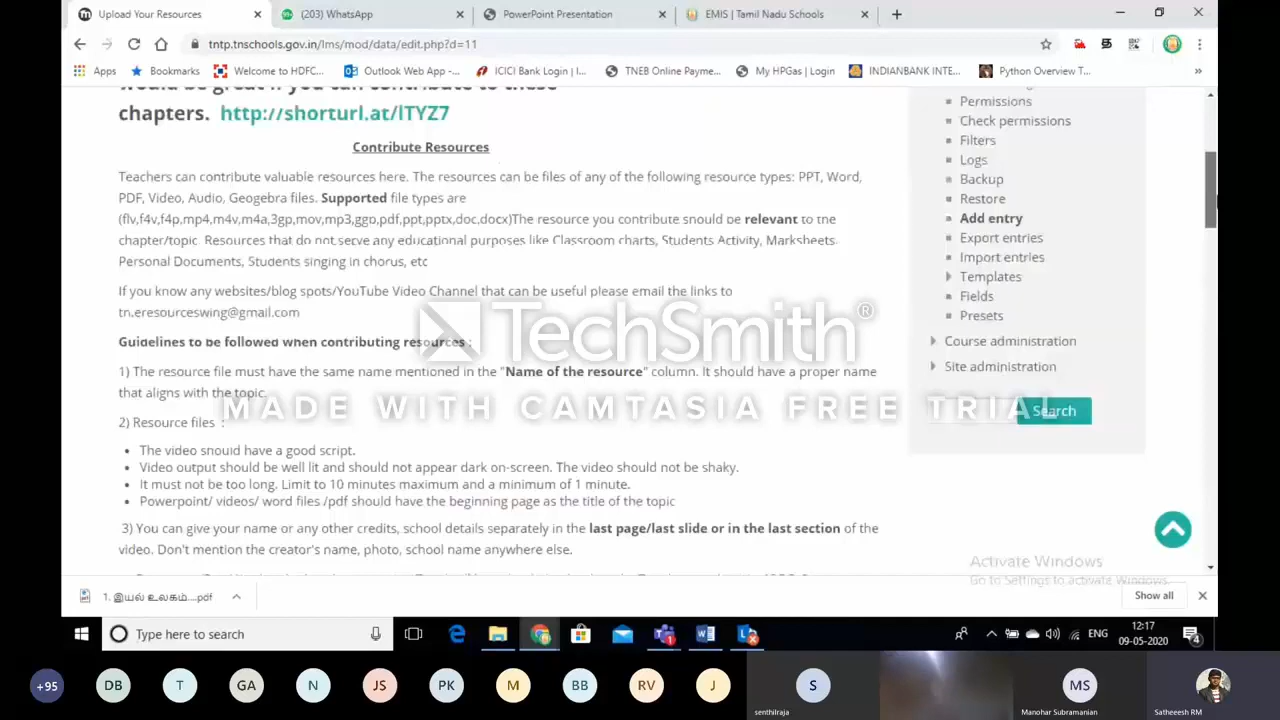 Upload Your Resources
(203) WhatsApp
PowerPoint Presentation
EMIS | Tamil Nadu Schools
tntp.tnschools.gov.in/lms/mod/data/edit.php?d=11
Apps
Bookmarks
Welcome to HDFC...
Outlook Web App -...
ICICI Bank Login | I...
TNEB Online Payme...
My HPGas | Login
INDIANBANK INTE...
Python Overview T...
would be great if you can contribute to these
chapters. http://shorturl.at/lTYZ7
Contribute Resources
Teachers can contribute valuable resources here. The resources can be files of any of the following resource types: PPT, Word,
PDF, Video, Audio, Geogebra files. Supported file types are
(flv,f4v,f4p,mp4,m4v,m4a,3gp,mov,mp3,ggp,pdf,ppt,pptx,doc,docx)The resource you contribute should be relevant to the
chapter/topic. Resources that do not serve any educational purposes like Classroom charts, Students Activity, Marksheets,
Personal Documents, Students singing in chorus, etc
If you know any websites/blog spots/YouTube Video Channel that can be useful please email the links to
tn.eresourceswing@gmail.com
Guidelines to be followed when contributing resources :
1) The resource file must have the same name mentioned in the "Name of the resource" column. It should have a proper name
that aligns with the topic.
2) Resource files :
The video should have a good script.
Video output should be well lit and should not appear dark on-screen. The video should not be shaky.
It must not be too long. Limit to 10 minutes maximum and a minimum of 1 minute.
Powerpoint/ videos/ word files /pdf should have the beginning page as the title of the topic
3) You can give your name or any other credits, school details separately in the last page/last slide or in the last section of the
video. Don't mention the creator's name, photo, school name anywhere else.
Permissions
Check permissions
Filters
Logs
Backup
Restore
Add entry
Export entries
Import entries
Templates
Fields
Presets
Course administration
Site administration
Search
TechSmith®
MADE WITH CAMTASIA FREE TRIAL
Activate Windows
Go to Settings to activate Windows.
1. இயல் உலகம்....pdf
Show all
Type here to search
ENG
12:17
09-05-2020
4
+95
DB
T
GA
N
JS
PK
M
BB
RV
J
S
MS
senthilraja
Manohar Subramanian
Satheeesh RM